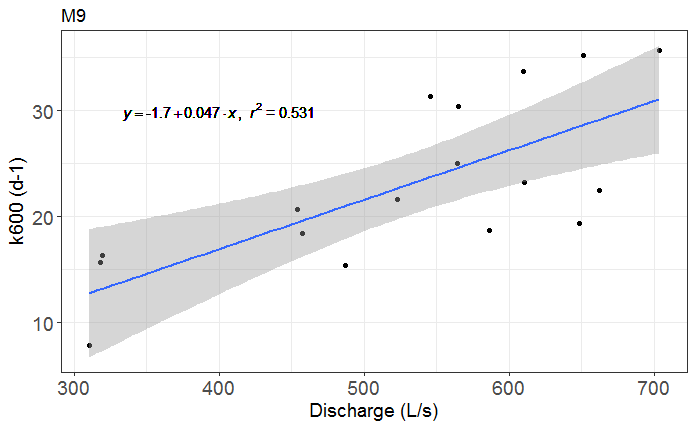 M9
y = -1.7 + 0.047 · x, r² = 0.531
k600 (d-1)
30
20
10
300 400 500 600 700
Discharge (L/s)